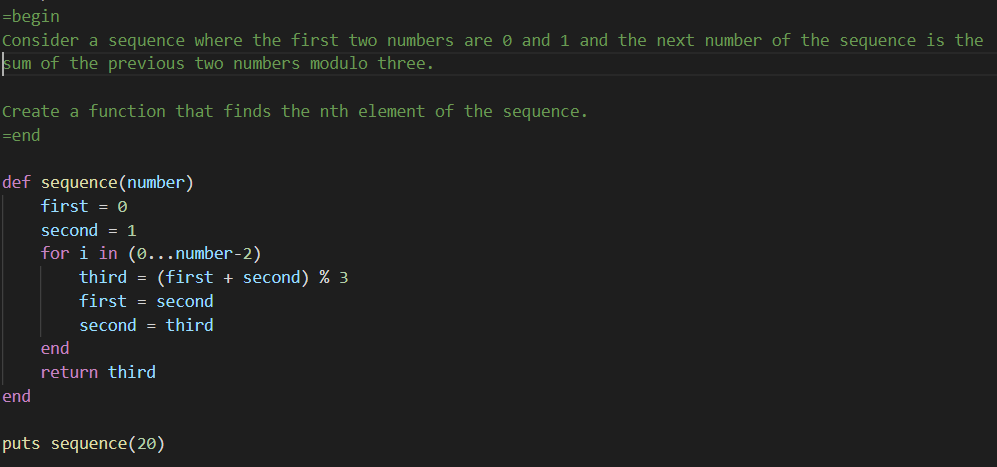 =begin
Consider a sequence where the first two numbers are 0 and 1 and the next number of the sequence is the
sum of the previous two numbers modulo three.
Create a function that finds the nth element of the sequence.
=end
def sequence(number)
    first = 0
    second = 1
    for i in (0...number-2)
        third = (first + second) % 3
        first = second
        second = third
    end
    return third
end
puts sequence(20)